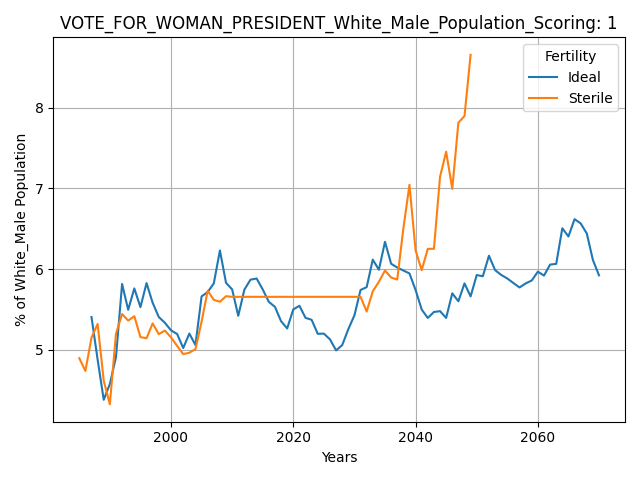 VOTE_FOR_WOMAN_PRESIDENT_White_Male_Population_Scoring: 1
Fertility
Ideal
Sterile
% of White_Male Population
8
7
6
5
2000
2020
2040
2060
Years